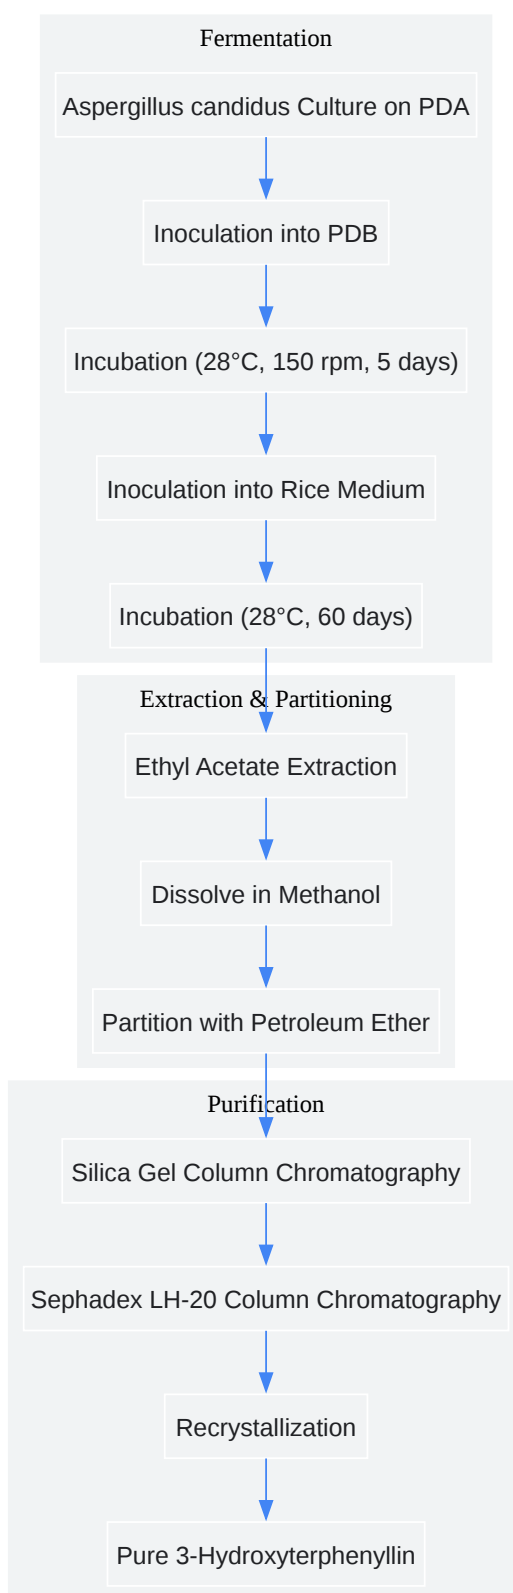 Fermentation
Aspergillus candidus Culture on PDA
Inoculation into PDB
Incubation (28°C, 150 rpm, 5 days)
Inoculation into Rice Medium
Incubation (28°C, 60 days)
Extraction & Partitioning
Ethyl Acetate Extraction
Dissolve in Methanol
Partition with Petroleum Ether
Purification
Silica Gel Column Chromatography
Sephadex LH-20 Column Chromatography
Recrystallization
Pure 3-Hydroxyterphenyllin